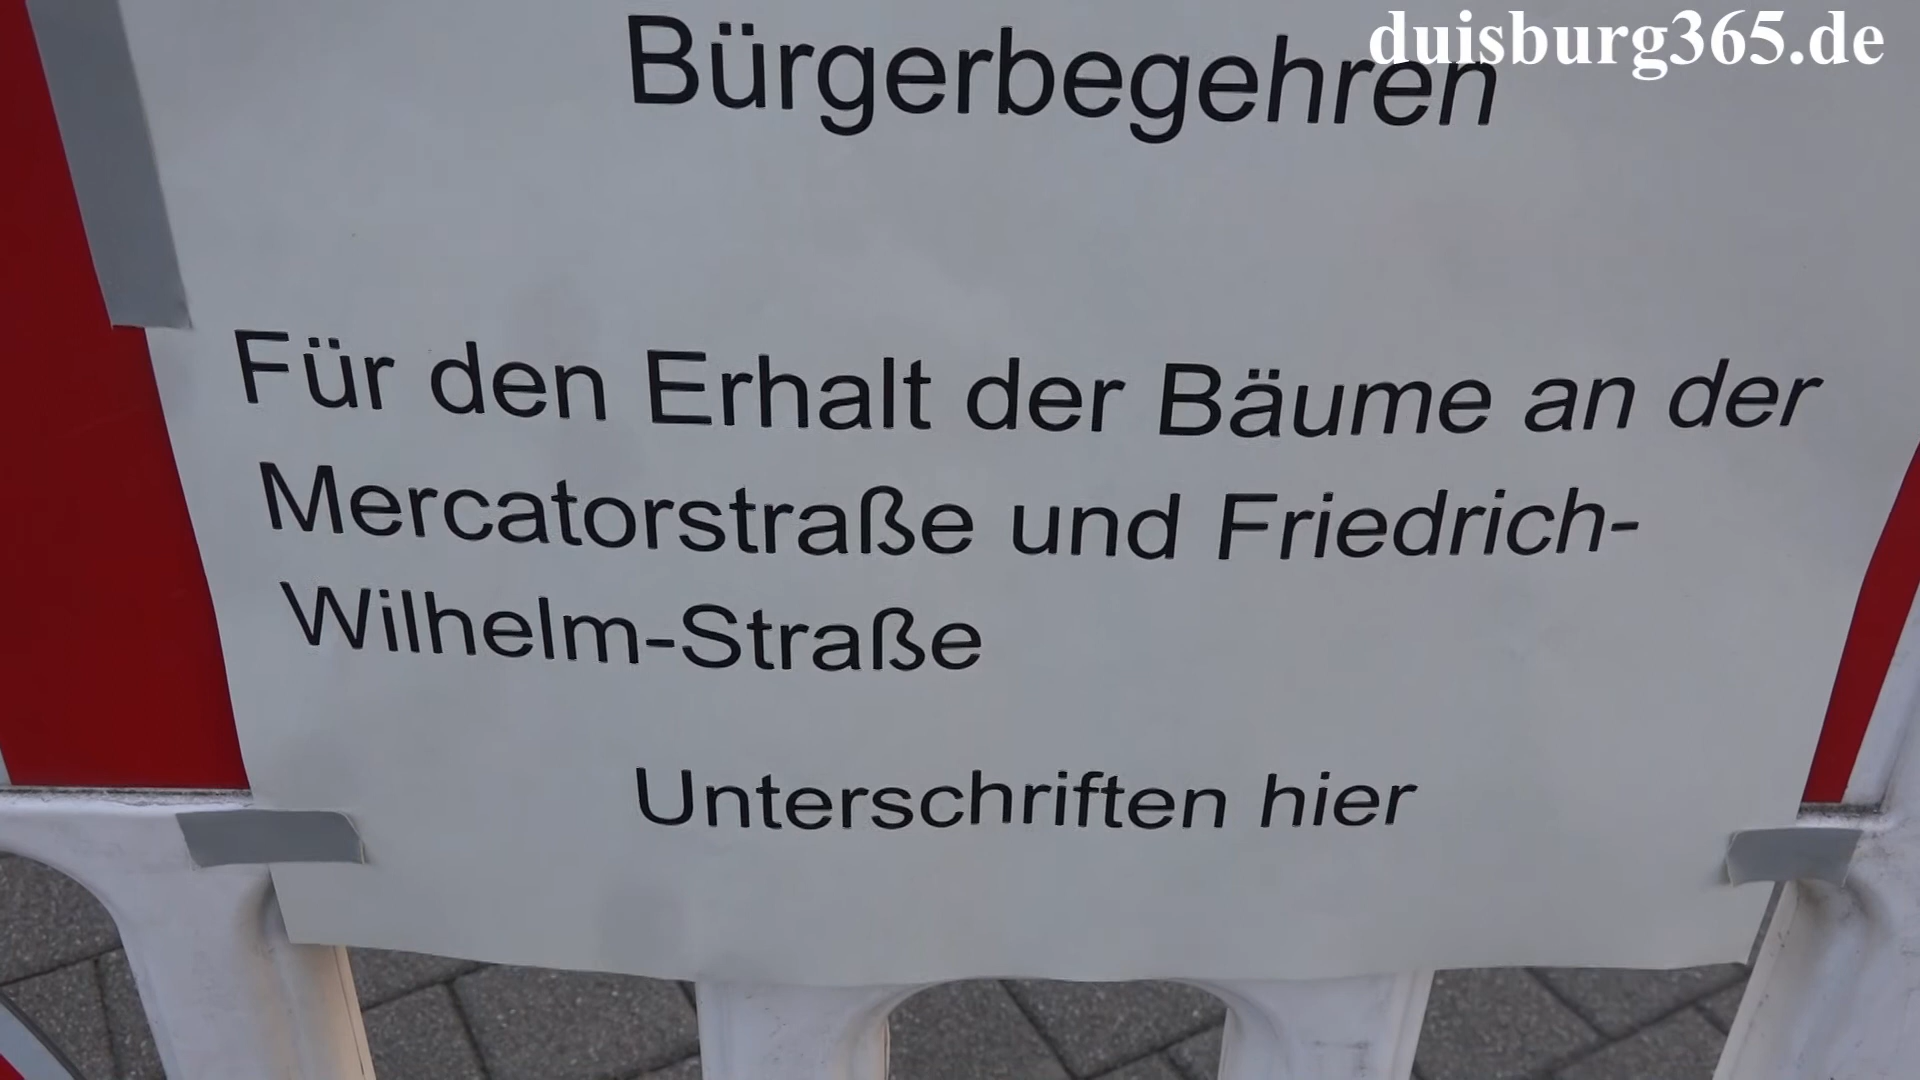 duisburg365.de
Bürgerbegehren
Für den Erhalt der Bäume an der
Mercatorstraße und Friedrich-
Wilhelm-Straße
Unterschriften hier